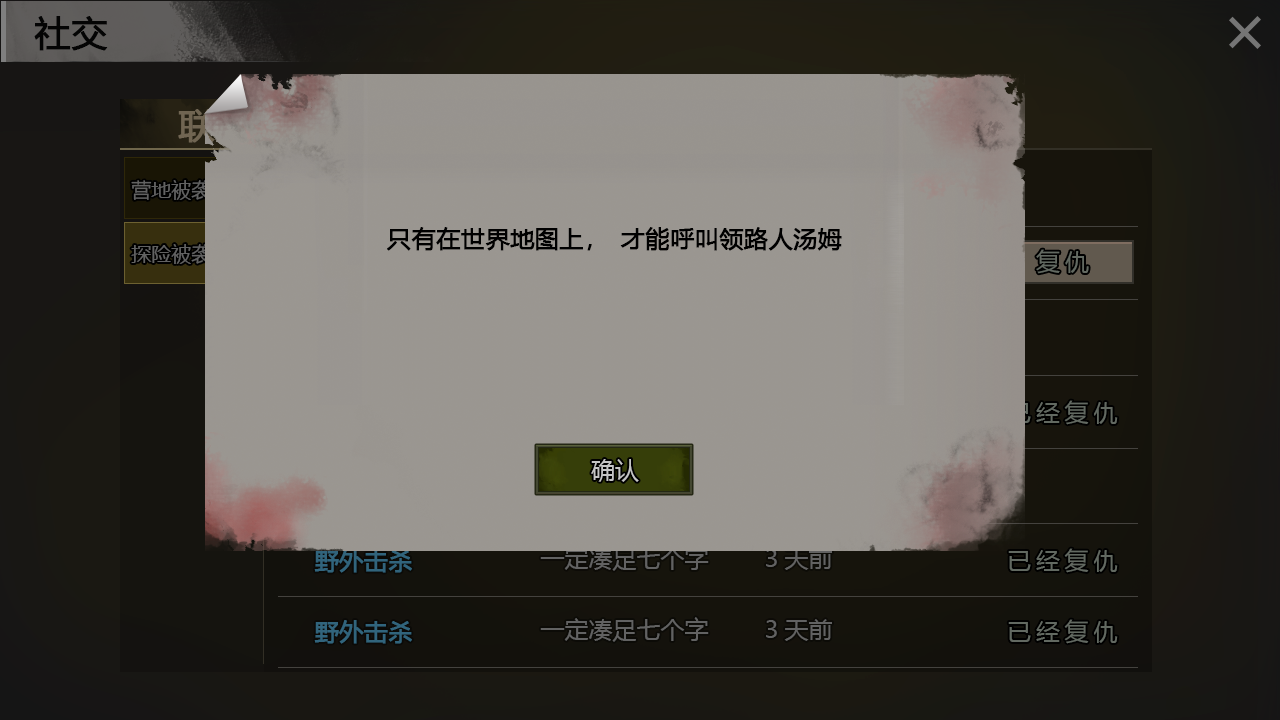 社交
联
营地被袭
探险被袭
只有在世界地图上， 才能呼叫领路人汤姆
复仇
已经复仇
确认
野外击杀 一定凑足七个字 3 天前 已经复仇
野外击杀 一定凑足七个字 3 天前 已经复仇